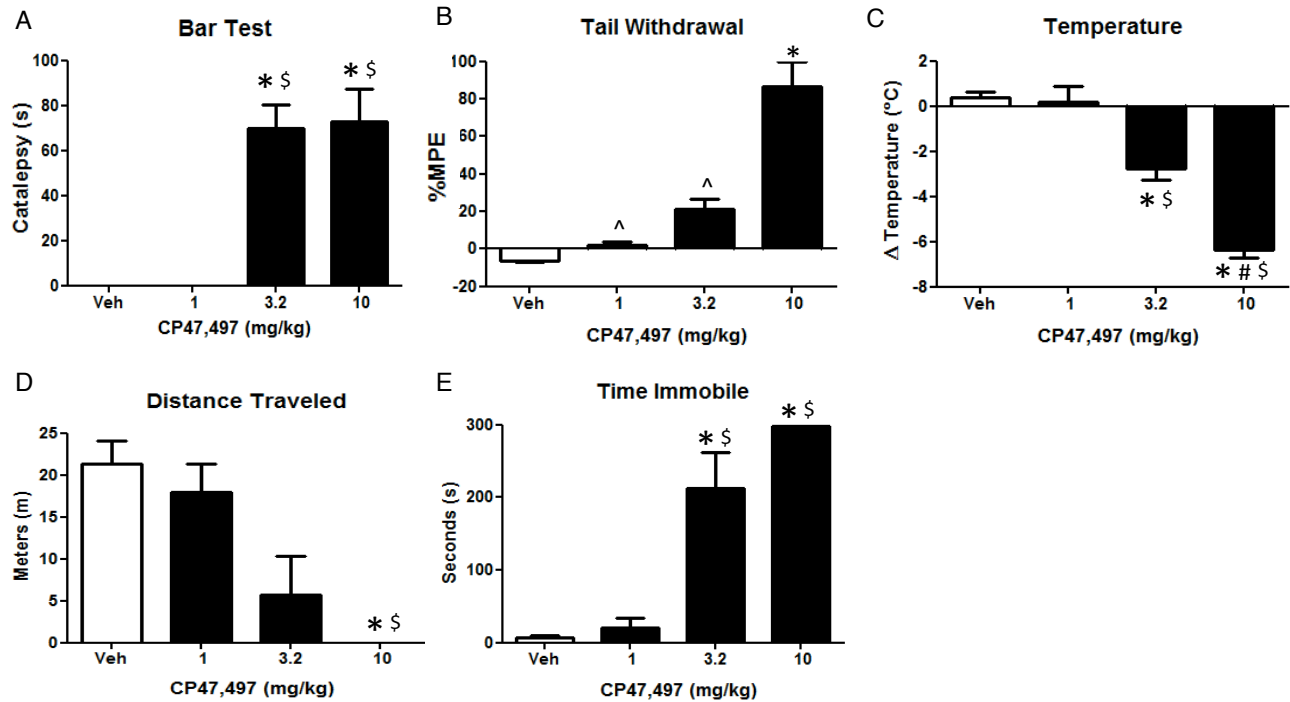 A
Bar Test
Catalepsy (s)
100
80
60
40
20
0
* $
* $
Veh
1
3.2
10
CP47,497 (mg/kg)
B
Tail Withdrawal
%MPE
100
80
60
40
20
0
-20
^
^
*
Veh
1
3.2
10
CP47,497 (mg/kg)
C
Temperature
Δ Temperature (°C)
2
0
-2
-4
-6
-8
* $
* # $
Veh
1
3.2
10
CP47,497 (mg/kg)
D
Distance Traveled
Meters (m)
25
20
15
10
5
0
* $
Veh
1
3.2
10
CP47,497 (mg/kg)
E
Time Immobile
Seconds (s)
300
200
100
0
* $
* $
Veh
1
3.2
10
CP47,497 (mg/kg)